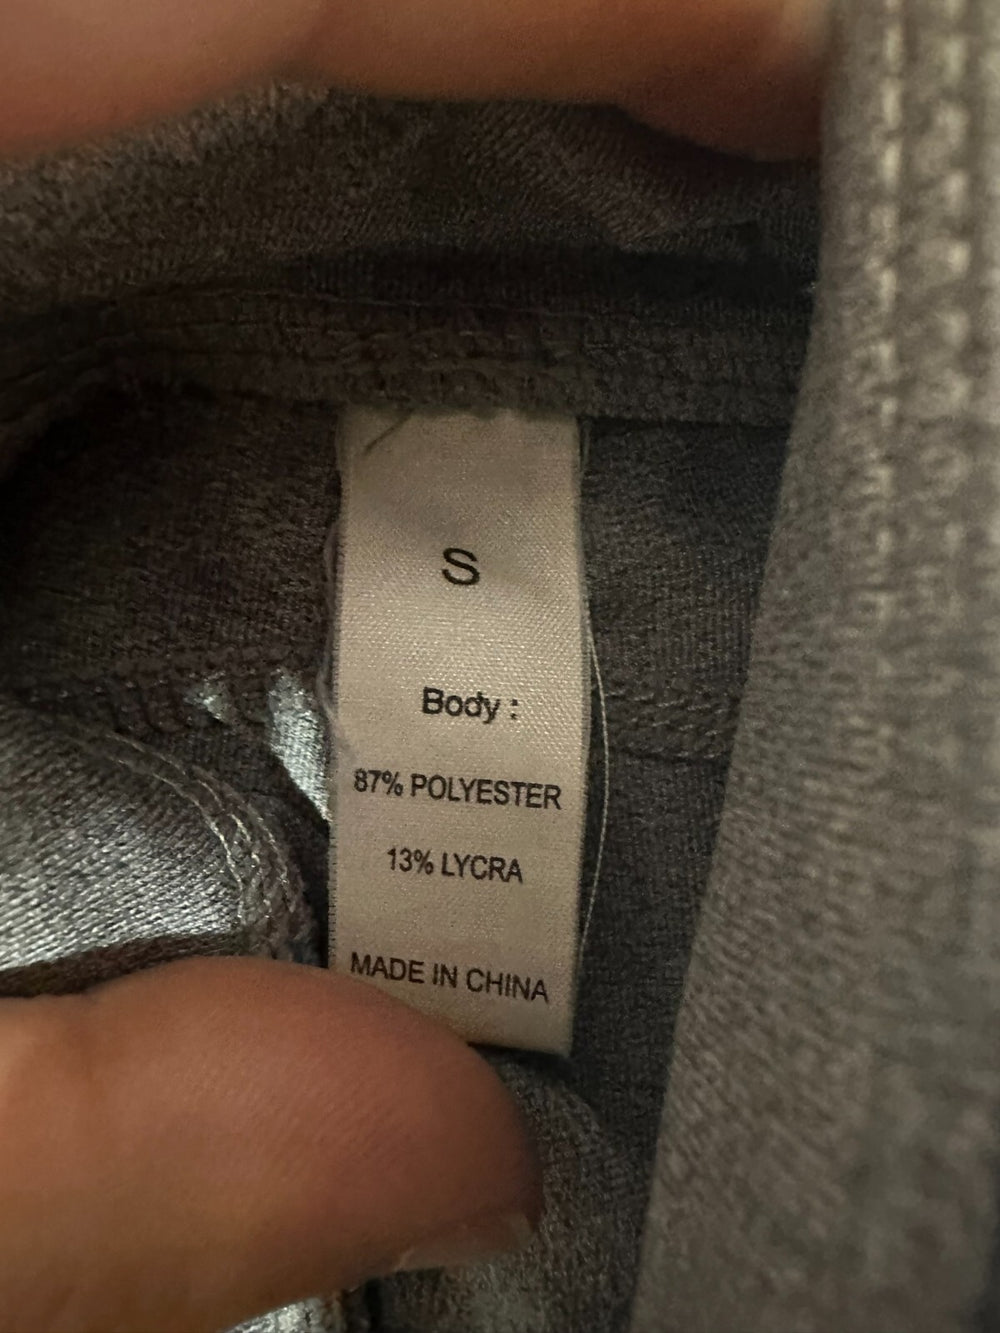 S
Body :
87% POLYESTER
13% LYCRA
MADE IN CHINA